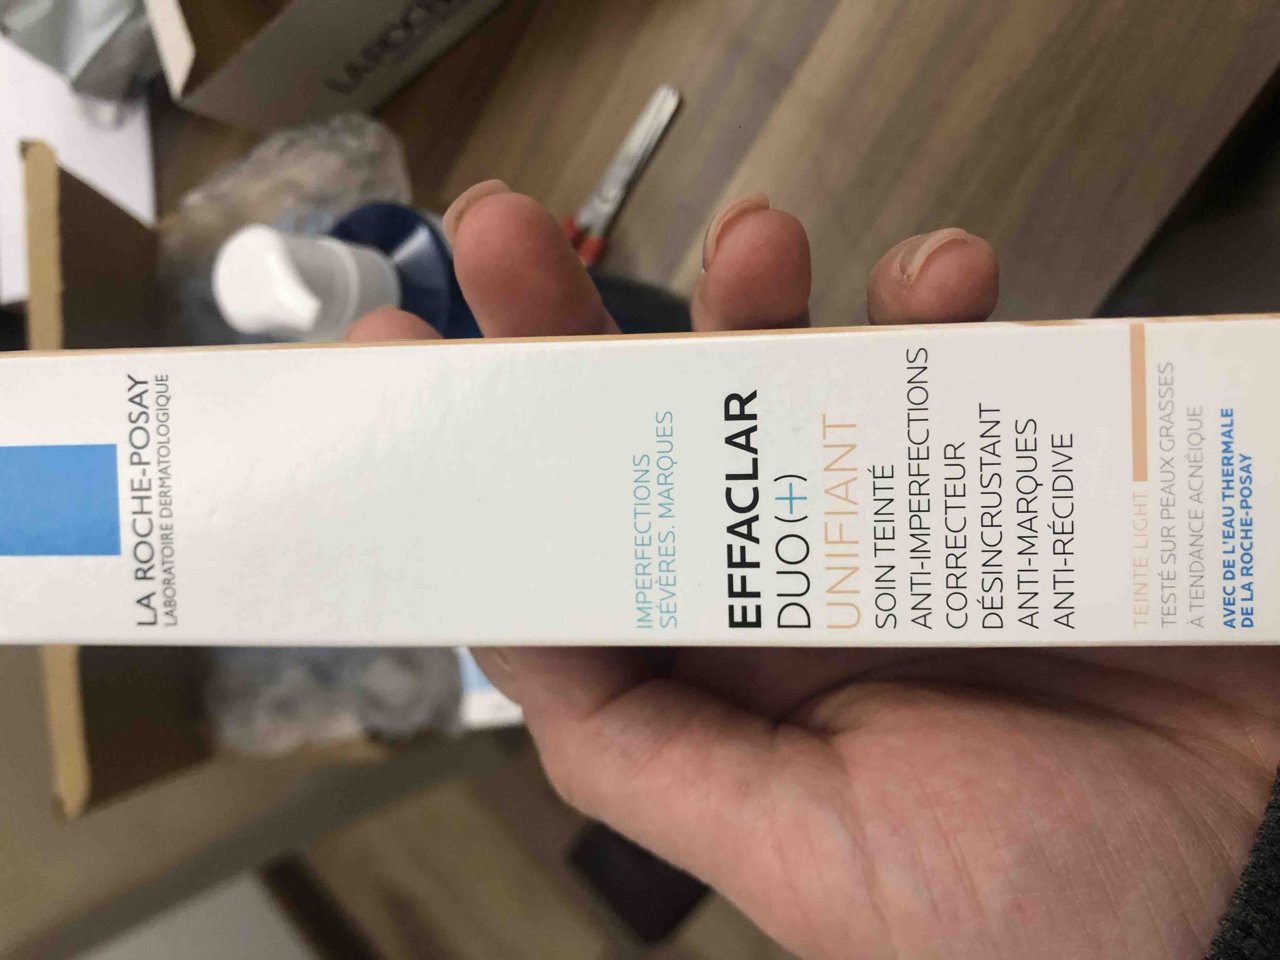 LA ROCHE-POSAY
LABORATOIRE DERMATOLOGIQUE
IMPERFECTIONS
SÉVÈRES. MARQUES
EFFACLAR
DUO(+)
UNIFIANT
SOIN TEINTÉ
ANTI-IMPERFECTIONS
CORRECTEUR
DÉSINCRUSTANT
ANTI-MARQUES
ANTI-RÉCIDIVE
TEINTE LIGHT
TESTÉ SUR PEAUX GRASSES
À TENDANCE ACNÉIQUE
AVEC DE L'EAU THERMALE
DE LA ROCHE-POSAY